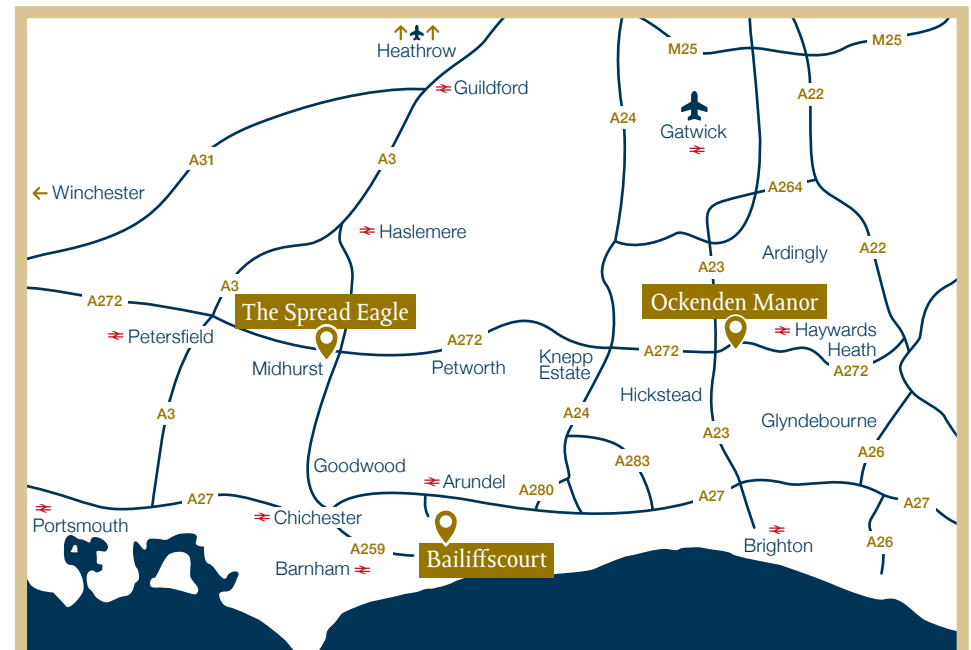 Heathrow
M25
M25
Guildford
A22
A24
Gatwick
A31
A3
A264
← Winchester
Haslemere
A22
Ardingly
A23
A3
A272
The Spread Eagle
Ockenden Manor
Petersfield
Haywards
Heath
A272
A272
Knepp
Estate
Midhurst
Petworth
A272
Hickstead
A3
A24
Glyndebourne
A23
A26
A283
Goodwood
Arundel
A280
A27
A27
A27
Portsmouth
Chichester
Brighton
A26
A259
Bailiffscourt
Barnham